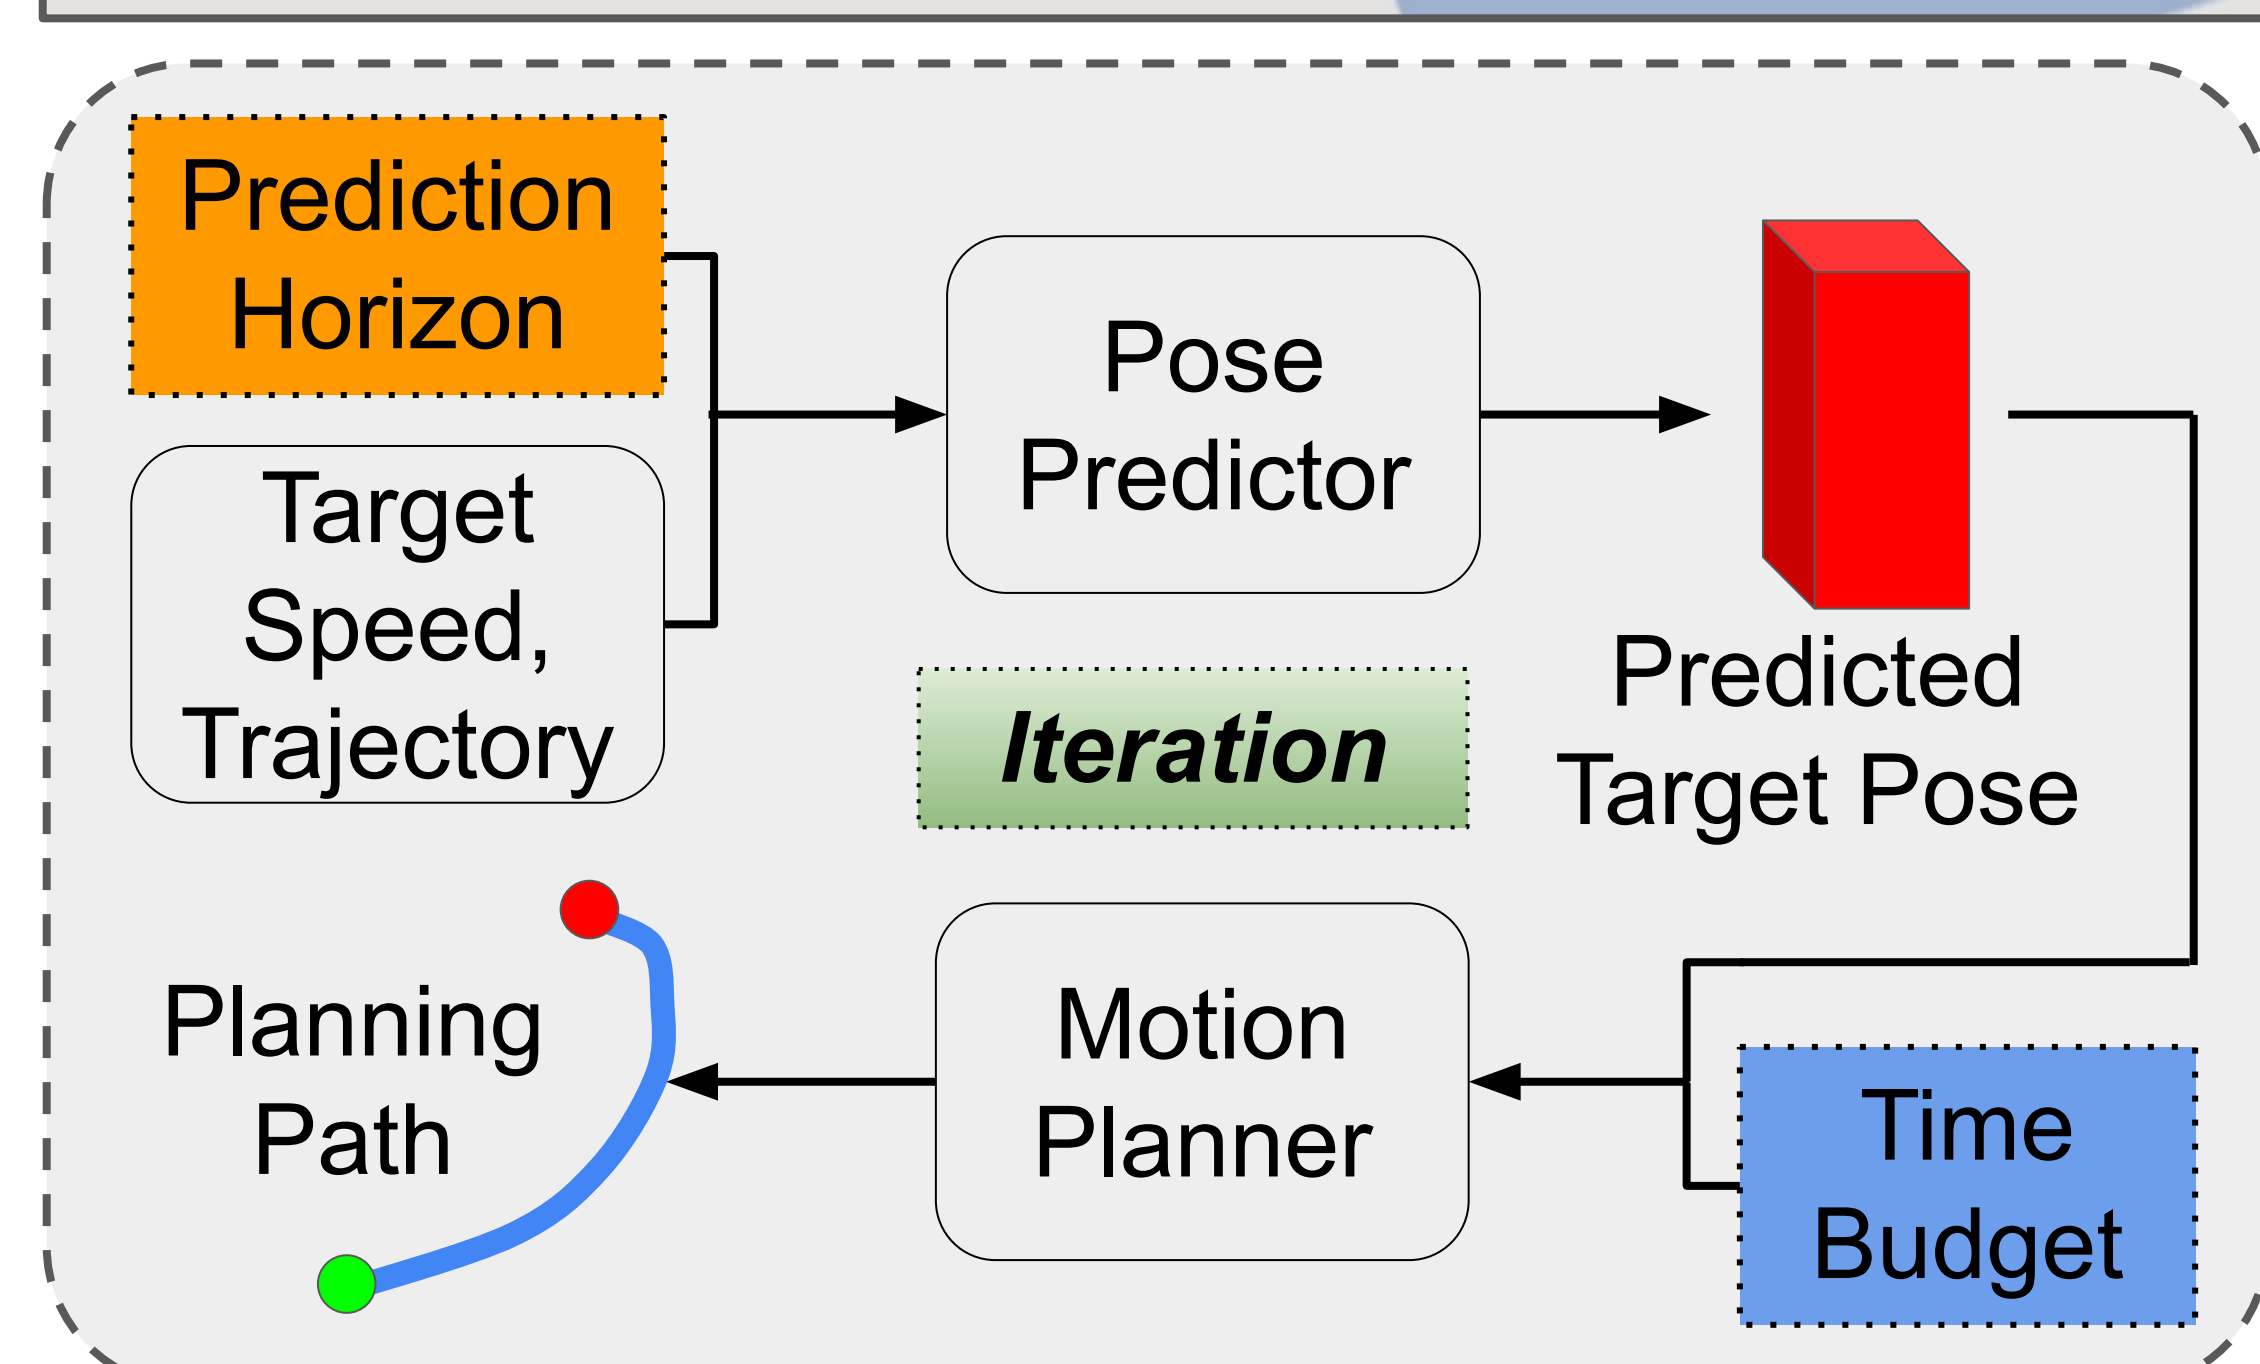 Prediction
Horizon
Target
Speed,
Trajectory
Pose
Predictor
Predicted
Target Pose
Iteration
Planning
Path
Motion
Planner
Time
Budget